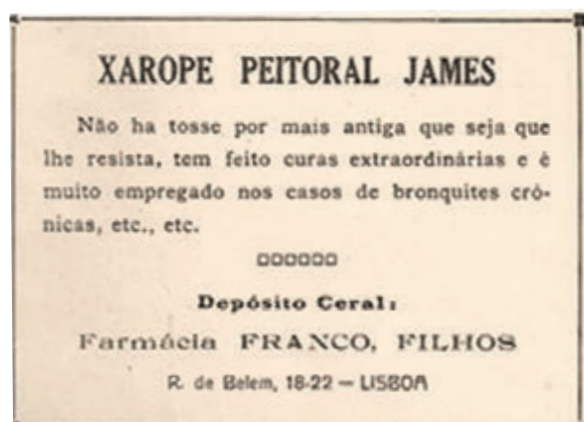 XAROPE PEITORAL JAMES
Não ha tosse por mais antiga que seja que
lhe resista, tem feito curas extraordinárias e é
muito empregado nos casos de bronquites cró-
nicas, etc., etc.
Depósito Geral:
Farmácia FRANCO, FILHOS
R. de Belem, 18-22 — LISBOA